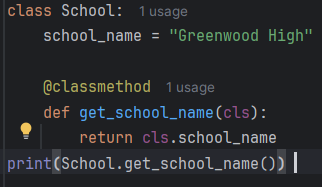 class School: 1 usage
    school_name = "Greenwood High"

    @classmethod 1 usage
    def get_school_name(cls):
        return cls.school_name
print(School.get_school_name())